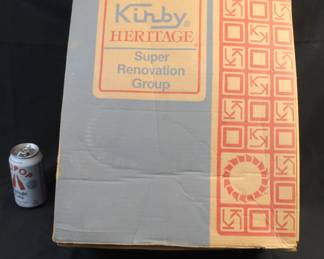 Kirby®
HERITAGE
Super
Renovation
Group